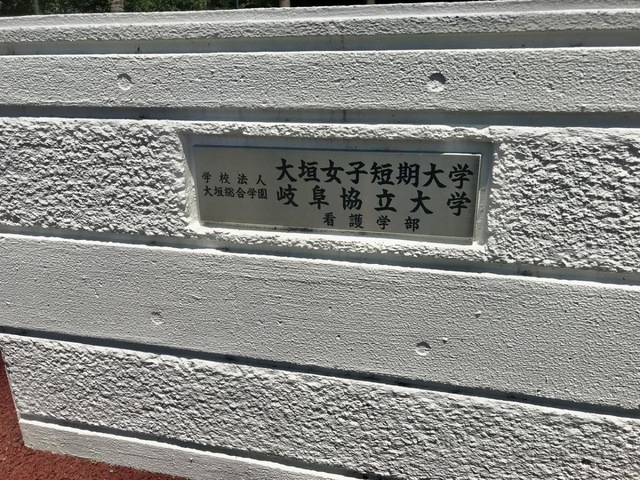 学校法人
大垣総合学園
大垣女子短期大学
岐阜協立大学
看護学部